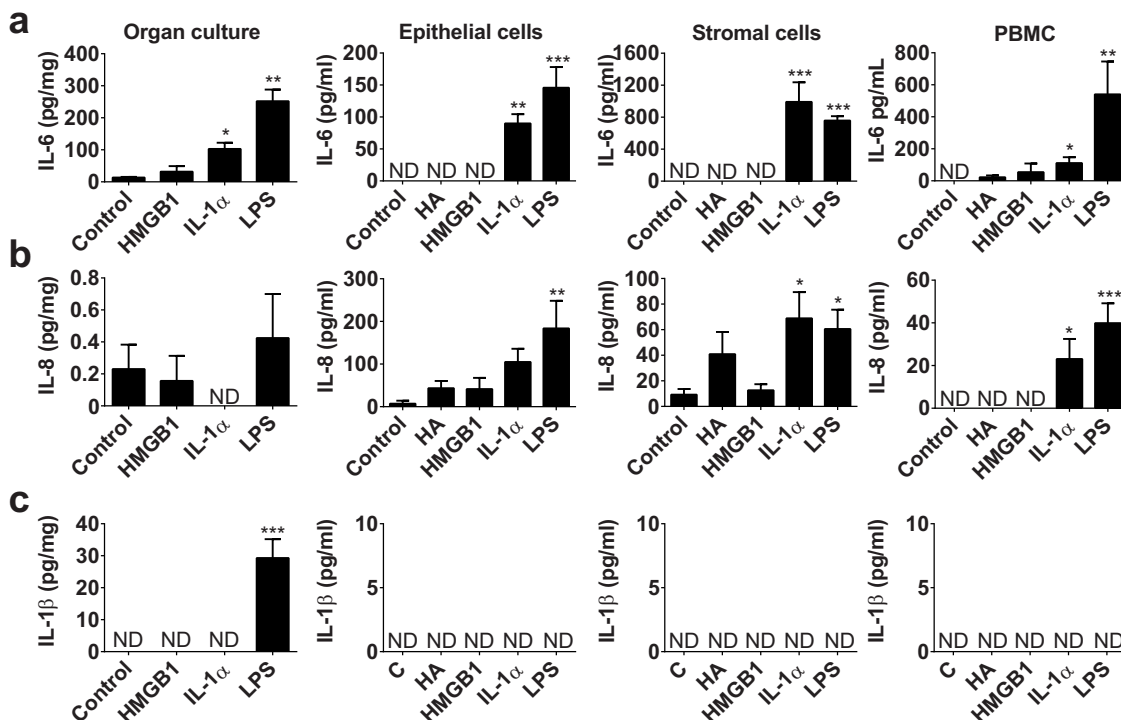 a
Organ culture
Epithelial cells
Stromal cells
PBMC
IL-6 (pg/mg)
400
300
200
100
0
*
**
Control
HMGB1
IL-1α
LPS
IL-6 (pg/ml)
200
150
100
50
0
ND ND ND
**
***
Control
HA
HMGB1
IL-1α
LPS
IL-6 (pg/ml)
1600
1200
800
400
0
ND ND ND
***
***
Control
HA
HMGB1
IL-1α
LPS
IL-6 pg/mL
800
600
400
200
0
ND
*
**
Control
HA
HMGB1
IL-1α
LPS
b
IL-8 (pg/mg)
0.8
0.6
0.4
0.2
0
ND
Control
HMGB1
IL-1α
LPS
IL-8 (pg/ml)
300
200
100
0
**
Control
HA
HMGB1
IL-1α
LPS
IL-8 (pg/ml)
100
80
60
40
20
0
*
*
Control
HA
HMGB1
IL-1α
LPS
IL-8 (pg/ml)
60
40
20
0
ND ND ND
*
***
Control
HA
HMGB1
IL-1α
LPS
c
IL-1β (pg/mg)
40
30
20
10
0
ND ND ND
***
Control
HMGB1
IL-1α
LPS
IL-1β (pg/ml)
10
5
0
ND ND ND ND ND
C
HA
HMGB1
IL-1α
LPS
IL-1β (pg/ml)
10
5
0
ND ND ND ND ND
C
HA
HMGB1
IL-1α
LPS
IL-1β (pg/ml)
10
5
0
ND ND ND ND ND
C
HA
HMGB1
IL-1α
LPS